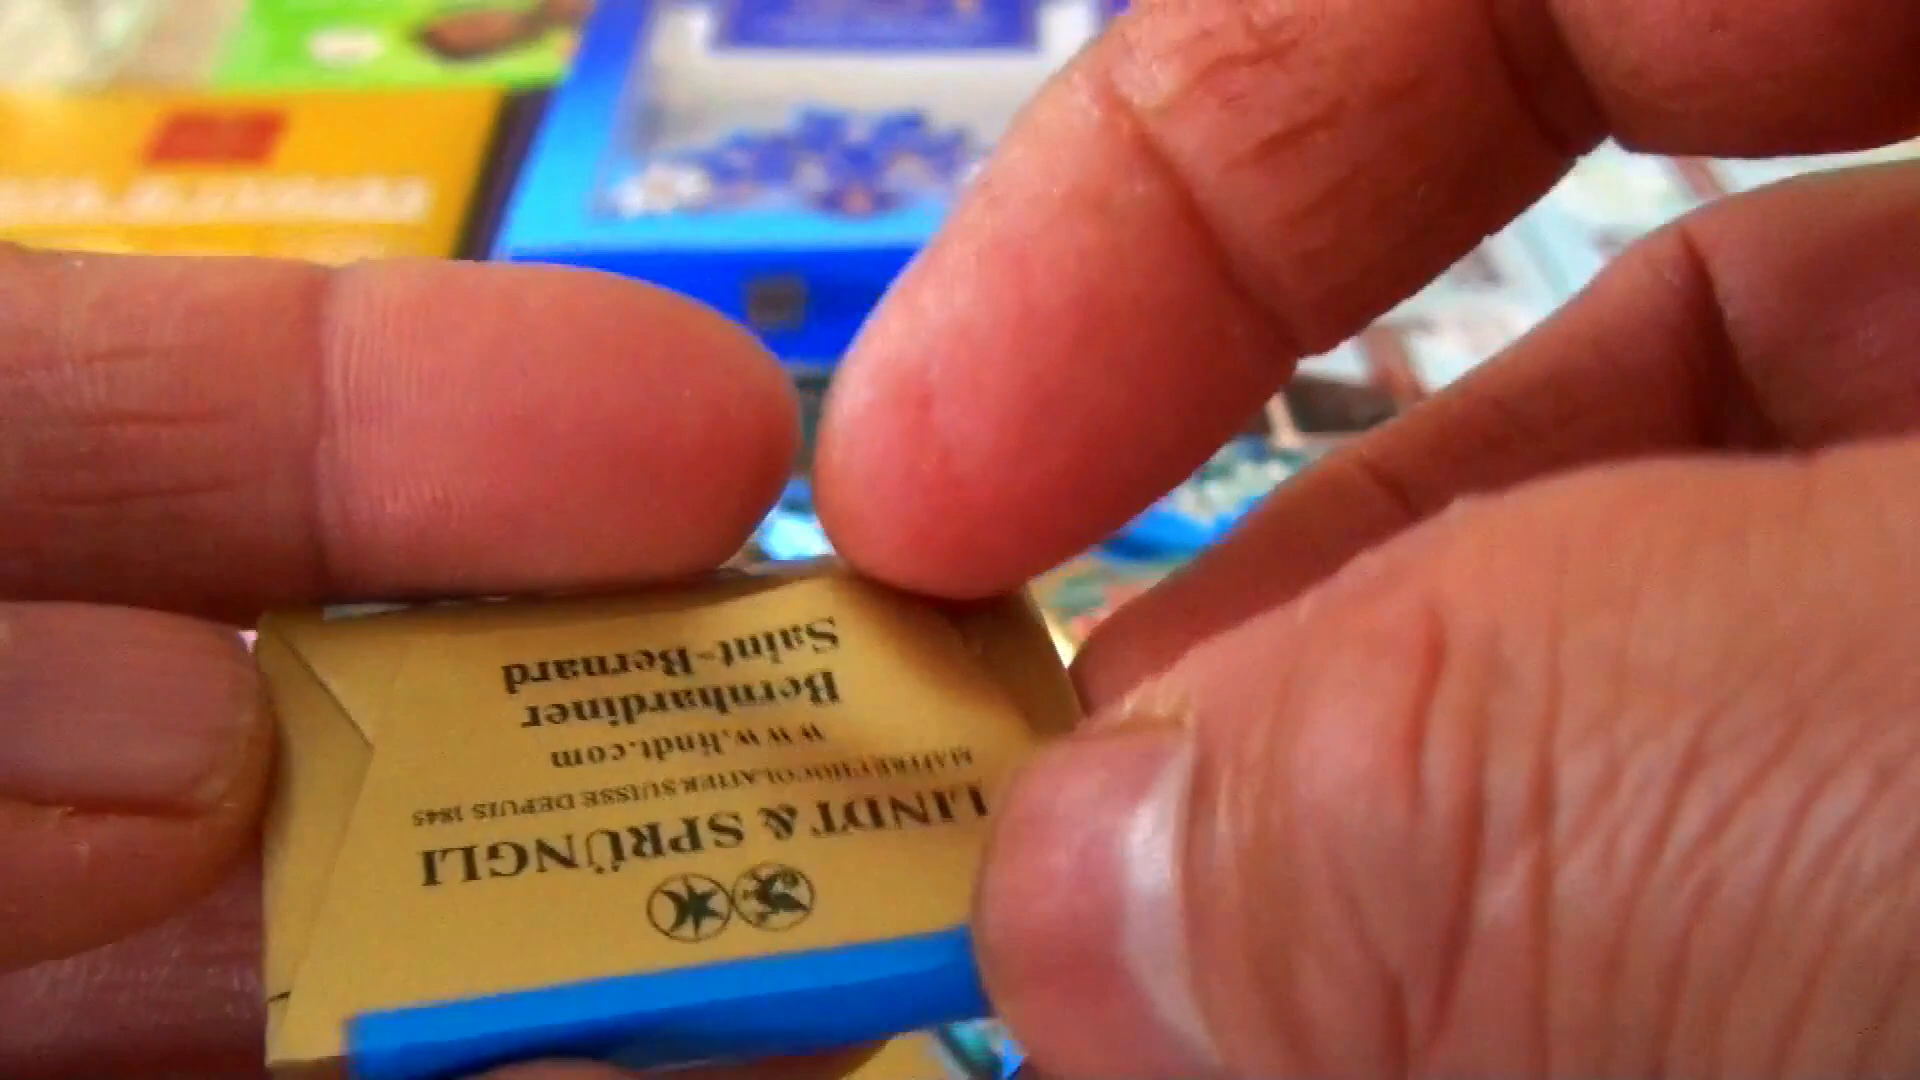 LINDT & SPRÜNGLI
MAITRE CHOCOLATIER SUISSE DEPUIS 1845
www.lindt.com
Bernhardiner
Saint-Bernard